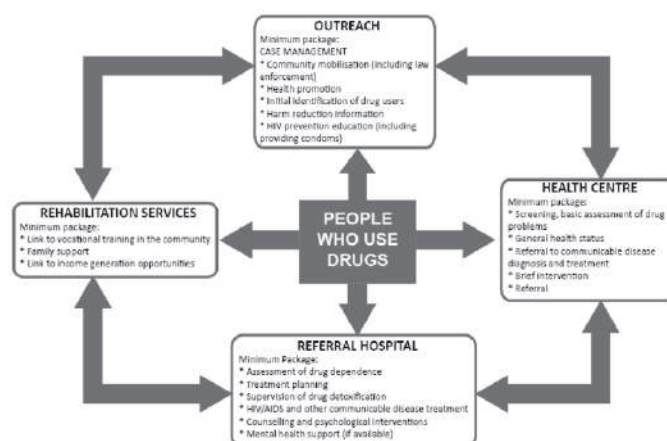 OUTREACH
Minimum package:
CASE MANAGEMENT
* Community mobilisation (including law
enforcement)
* Health promotion
* Initial identification of drug users
* Harm reduction information
* HIV prevention education (including
providing condoms)
REHABILITATION SERVICES
Minimum package:
* Link to vocational training in the community
* Family support
* Link to income generation opportunities
PEOPLE
WHO USE
DRUGS
HEALTH CENTRE
Minimum package:
* Screening, basic assessment of drug
problems
* General health status
* Referral to communicable disease
diagnosis and treatment
* Brief intervention
* Referral
REFERRAL HOSPITAL
Minimum Package:
* Assessment of drug dependence
* Treatment planning
* Supervision of drug detoxification
* HIV/AIDS and other communicable disease treatment
* Counselling and psychological interventions
* Mental health support (if available)